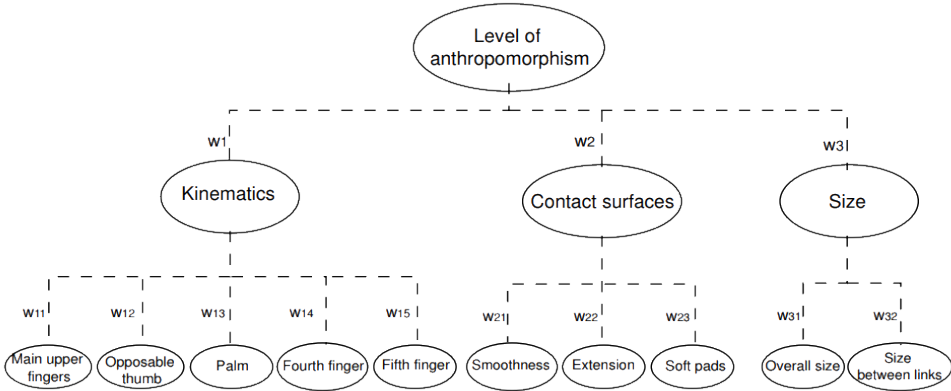 Level of
anthropomorphism
w1
w2
w3
Kinematics
Contact surfaces
Size
w11
w12
w13
w14
w15
w21
w22
w23
w31
w32
Main upper
fingers
Opposable
thumb
Palm
Fourth finger
Fifth finger
Smoothness
Extension
Soft pads
Overall size
Size
between links